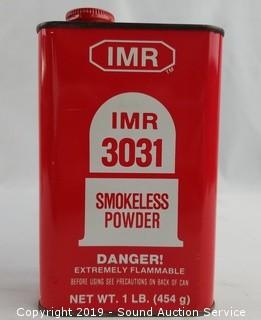 IMR
TM
IMR
3031
SMOKELESS
POWDER
DANGER!
EXTREMELY FLAMMABLE
BEFORE USING SEE PRECAUTIONS ON BACK OF CAN
NET WT. 1 LB. (454 g)
Copyright 2019 - Sound Auction Service